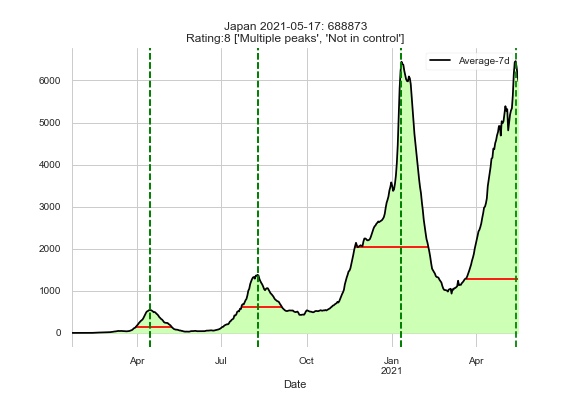 Japan 2021-05-17: 688873
Rating:8 ['Multiple peaks', 'Not in control']
Average-7d
6000
5000
4000
3000
2000
1000
0
Apr
Jul
Oct
Jan
2021
Apr
Date